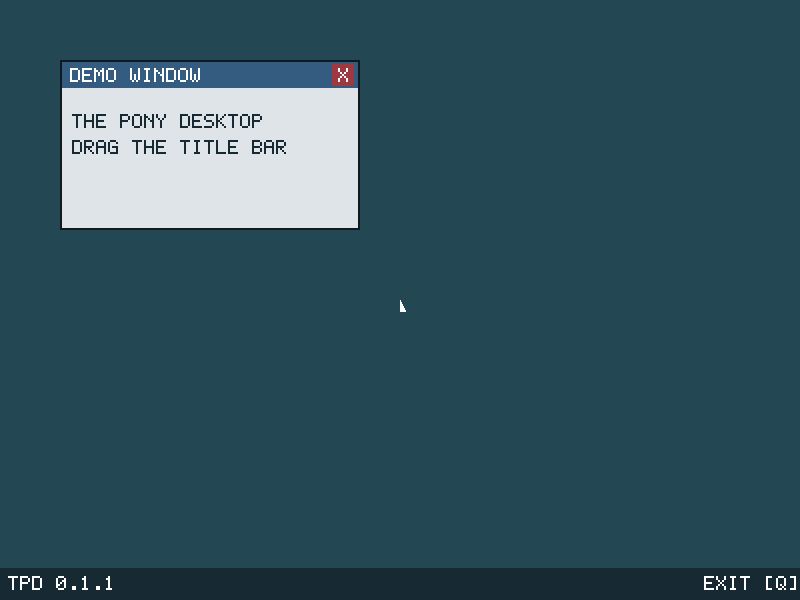 DEMO WINDOW X
THE PONY DESKTOP
DRAG THE TITLE BAR
TPD 0.1.1 EXIT [Q]